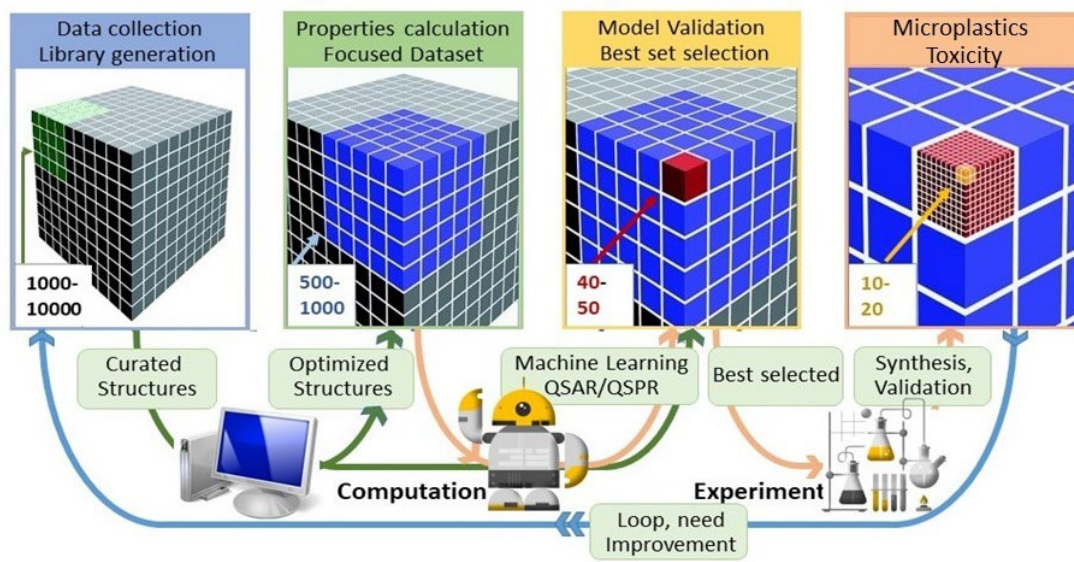 Data collection
Library generation
Properties calculation
Focused Dataset
Model Validation
Best set selection
Microplastics
Toxicity
1000-
10000
500-
1000
40-
50
10-
20
Curated
Structures
Optimized
Structures
Machine Learning
QSAR/QSPR
Best selected
Synthesis,
Validation
Computation
Experiment
Loop, need
Improvement